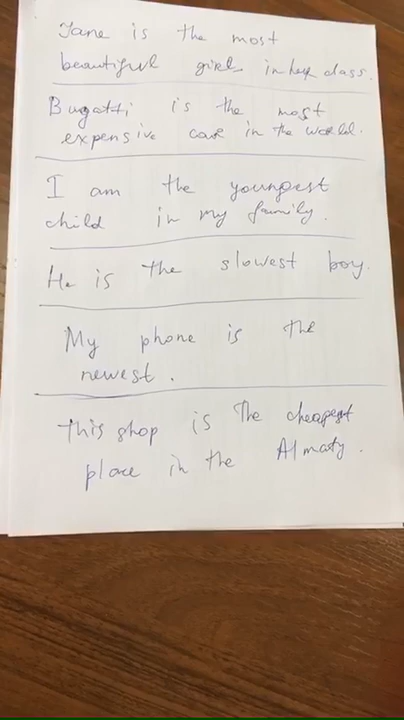 Jane is the most
beautiful girl in her class.
Bugatti is the most
expensive car in the world.
I am the youngest
child in my family.
He is the slowest boy.
My phone is the
newest.
This shop is the cheapest
place in the Almaty.